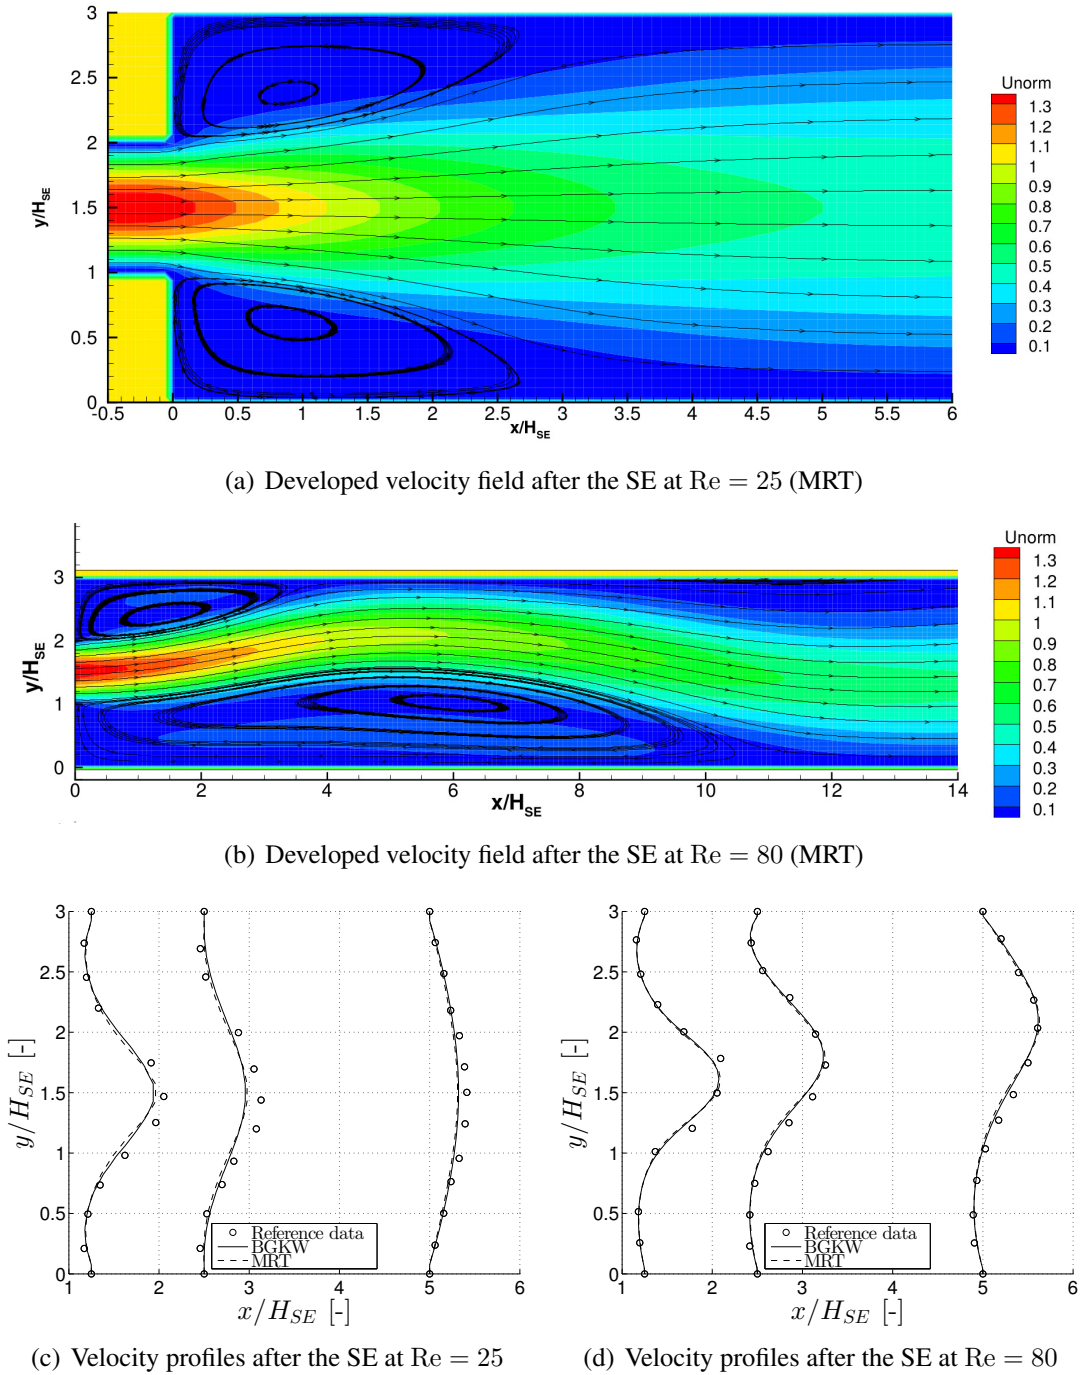 3
2.5
2
1.5
1
0.5
0
y/H_SE
-0.5 0 0.5 1 1.5 2 2.5 3 3.5 4 4.5 5 5.5 6
x/H_SE
Unorm
1.3
1.2
1.1
1
0.9
0.8
0.7
0.6
0.5
0.4
0.3
0.2
0.1
(a) Developed velocity field after the SE at Re = 25 (MRT)
3
2
1
0
y/H_SE
0 2 4 6 8 10 12 14
x/H_SE
Unorm
1.3
1.2
1.1
1
0.9
0.8
0.7
0.6
0.5
0.4
0.3
0.2
0.1
(b) Developed velocity field after the SE at Re = 80 (MRT)
3
2.5
2
1.5
1
0.5
0
y/H_SE [-]
Reference data
BGKW
MRT
1 2 3 4 5 6
x/H_SE [-]
(c) Velocity profiles after the SE at Re = 25
3
2.5
2
1.5
1
0.5
0
y/H_SE [-]
Reference data
BGKW
MRT
1 2 3 4 5 6
x/H_SE [-]
(d) Velocity profiles after the SE at Re = 80